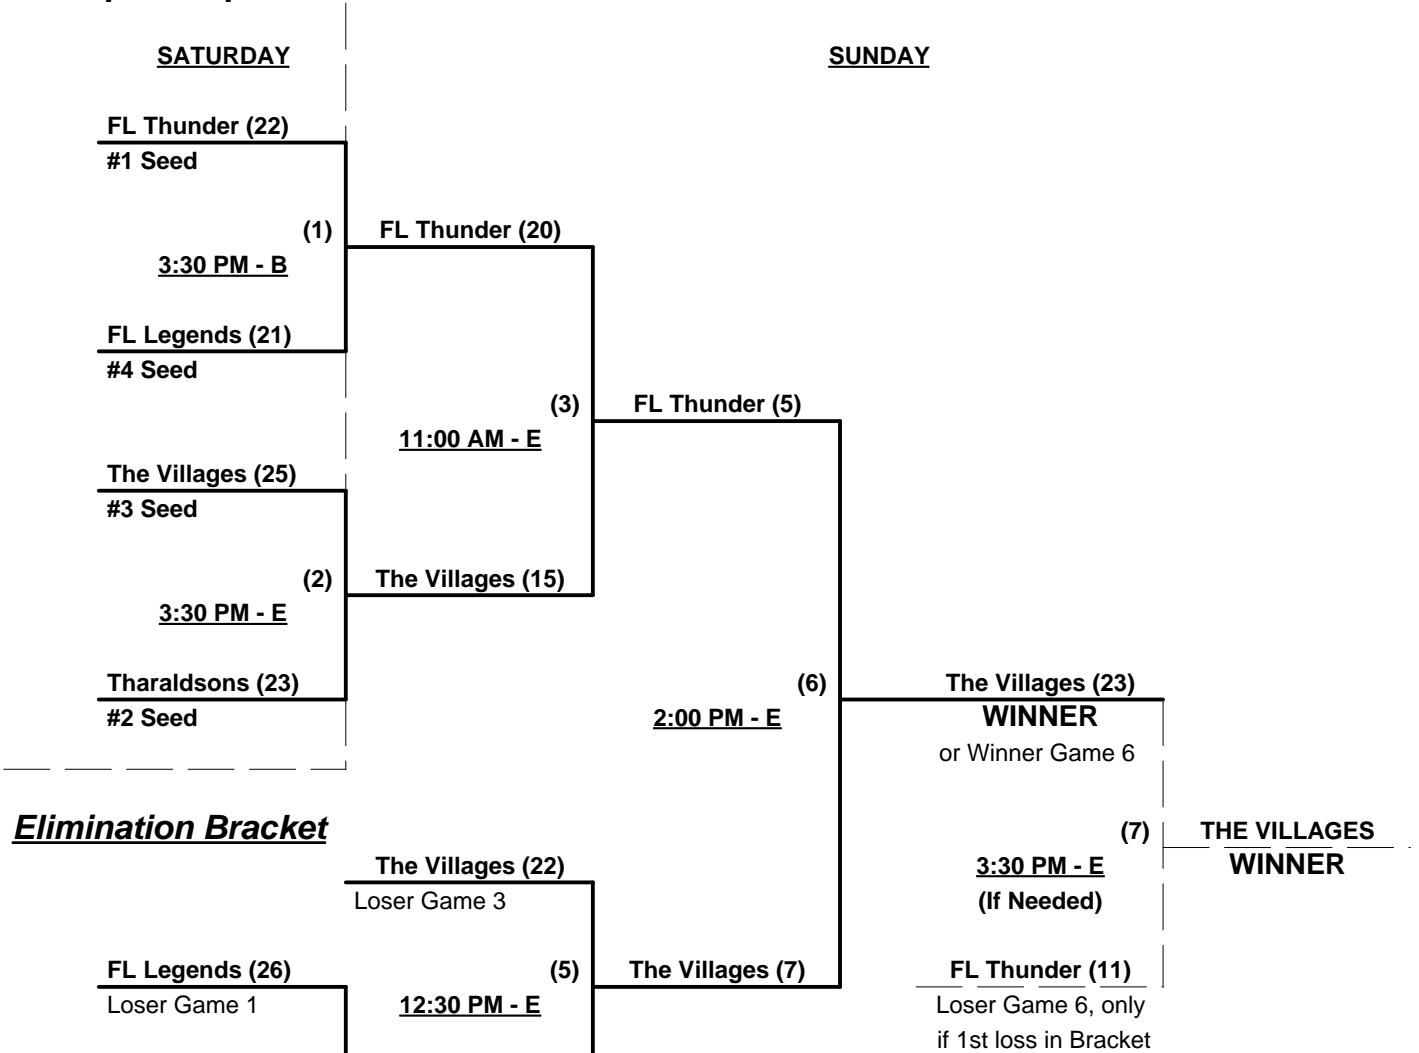 SATURDAY
SUNDAY
FL Thunder (22)
#1 Seed
(1)
FL Thunder (20)
3:30 PM - B
FL Legends (21)
#4 Seed
(3)
FL Thunder (5)
11:00 AM - E
The Villages (25)
#3 Seed
(2)
The Villages (15)
3:30 PM - E
Tharaldsons (23)
#2 Seed
(6)
The Villages (23)
2:00 PM - E
WINNER
or Winner Game 6
Elimination Bracket
(7)
THE VILLAGES
WINNER
The Villages (22)
Loser Game 3
3:30 PM - E
(If Needed)
FL Legends (26)
Loser Game 1
(5)
The Villages (7)
12:30 PM - E
FL Thunder (11)
Loser Game 6, only
if 1st loss in Bracket